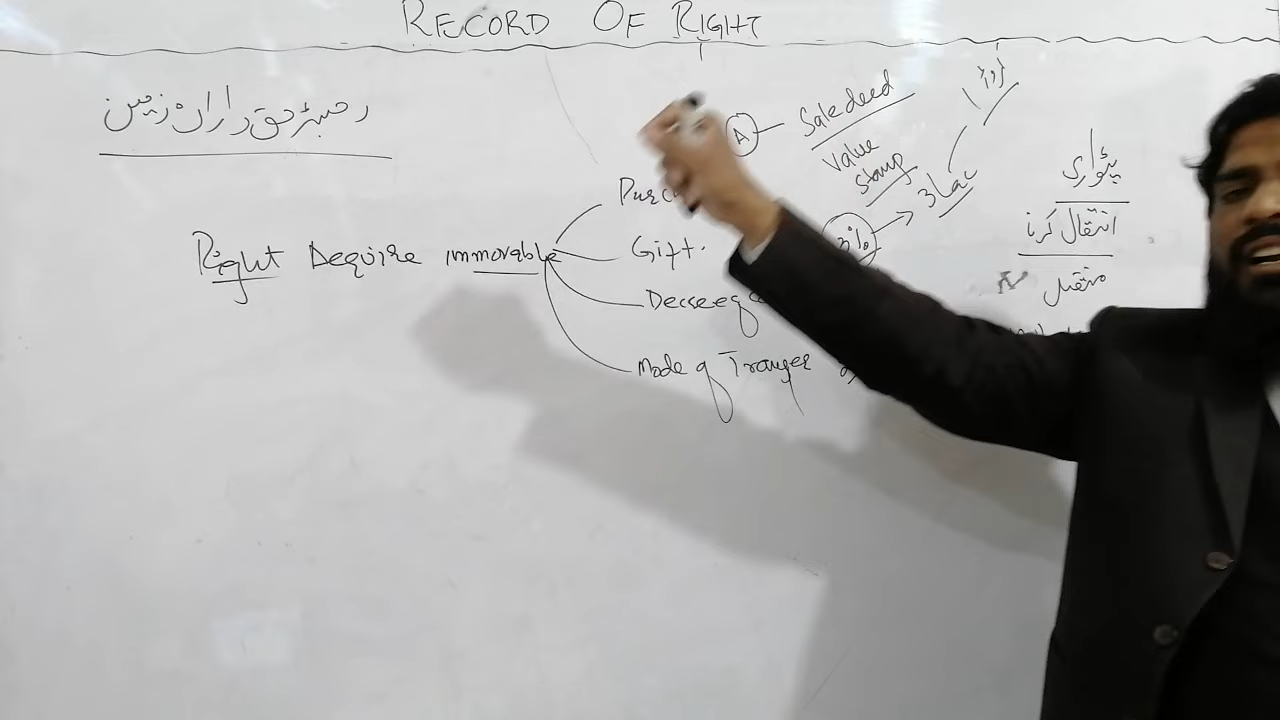 RECORD OF RIGHT
رجسٹر حق داران زمین
A Sale deed
Value
Stamp
3%
Right Acquire immovable
Gift.
Mode of Transfer
پٹواری
انتقال کرنا
منتقل